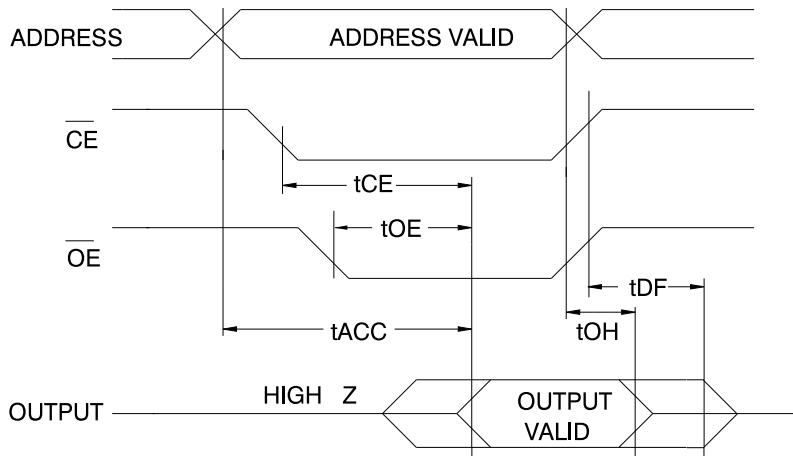 ADDRESS
ADDRESS VALID
CE
tCE
OE
tOE
tDF
tACC
tOH
OUTPUT
HIGH Z
OUTPUT
VALID